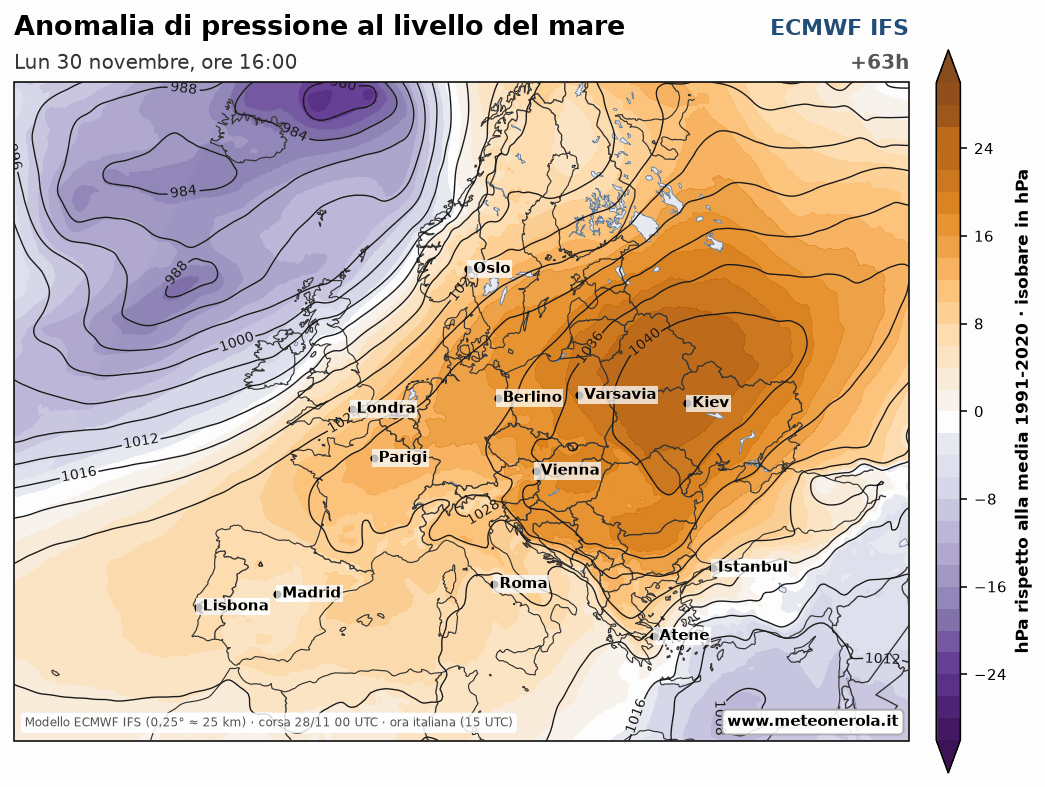 Anomalia di pressione al livello del mare
ECMWF IFS
Lun 30 novembre, ore 16:00
+63h
988
980
984
996
984
988
1000
1012
1016
1036
1040
1028
1016
1008
1012
Oslo
Londra
Berlino
Varsavia
Kiev
Parigi
Vienna
Roma
Istanbul
Madrid
Lisbona
Atene
24
16
8
0
−8
−16
−24
hPa rispetto alla media 1991-2020 · isobare in hPa
Modello ECMWF IFS (0,25° ≈ 25 km) · corsa 28/11 00 UTC · ora italiana (15 UTC)
www.meteonerola.it